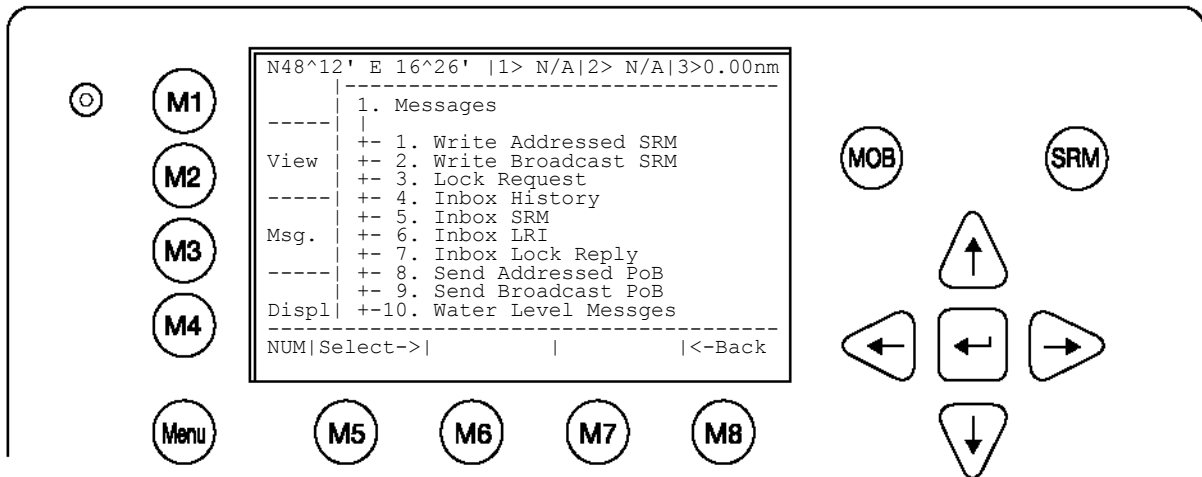 N48^12' E 16^26' |1> N/A|2> N/A|3>0.00nm
|----------------------------------
M1 | 1. Messages
-----| |
| +- 1. Write Addressed SRM
View | +- 2. Write Broadcast SRM
M2 | +- 3. Lock Request
-----| +- 4. Inbox History
| +- 5. Inbox SRM
Msg. | +- 6. Inbox LRI
M3 | +- 7. Inbox Lock Reply
-----| +- 8. Send Addressed PoB
| +- 9. Send Broadcast PoB
M4 Displ| +-10. Water Level Messges
----------------------------------------
NUM|Select->| | |<-Back
MOB SRM
Menu M5 M6 M7 M8